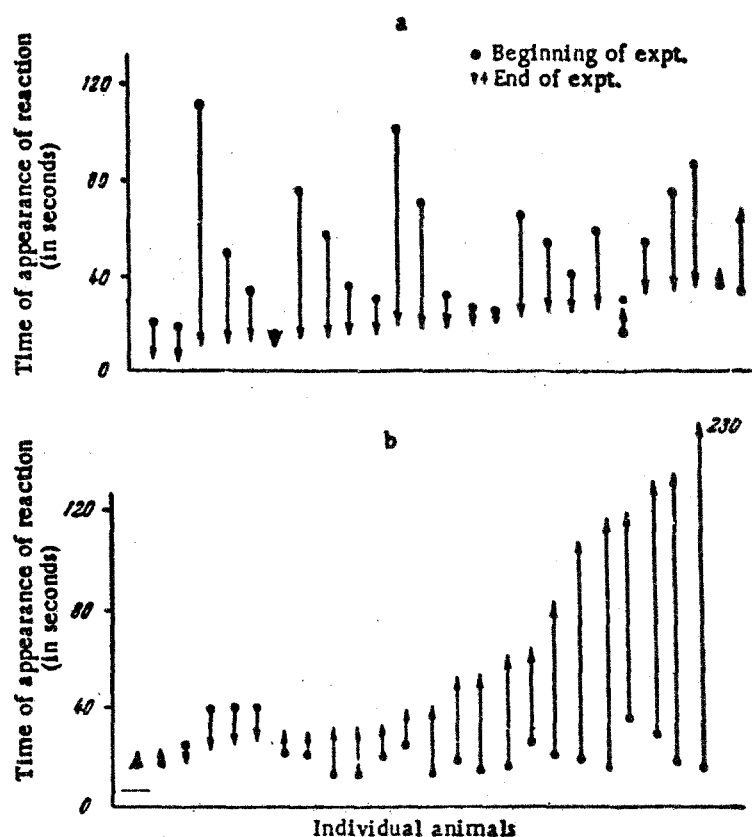 a
Beginning of expt.
End of expt.
Time of appearance of reaction
(in seconds)
120
80
40
0
b
230
Time of appearance of reaction
(in seconds)
120
80
40
0
Individual animals